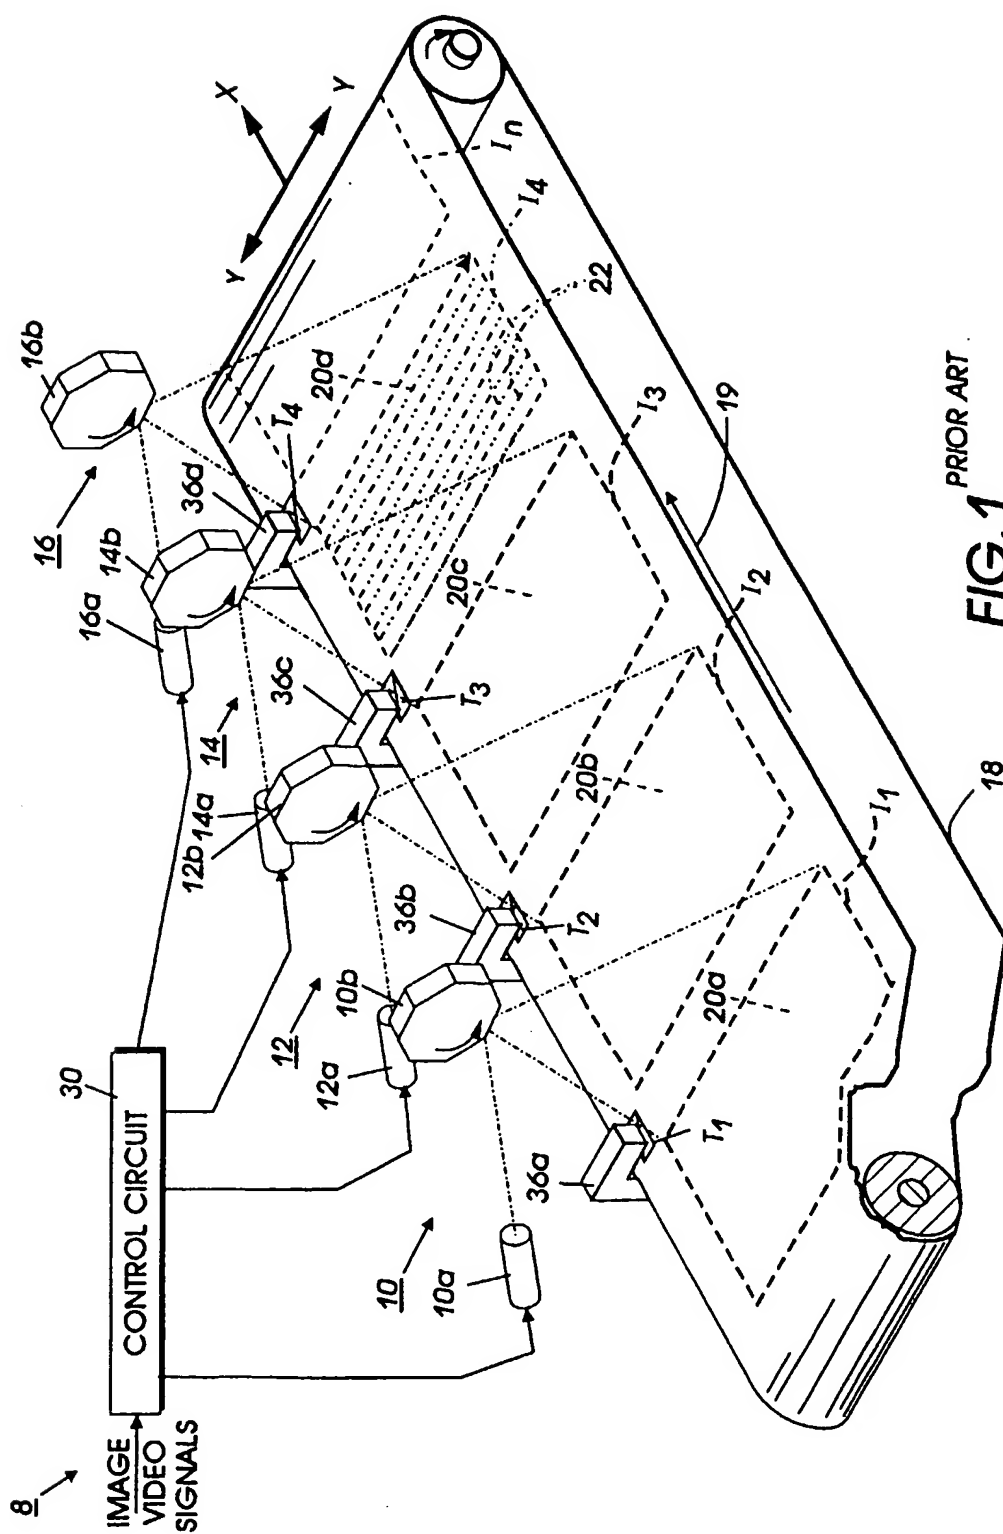 8
IMAGE
VIDEO
SIGNALS
30
CONTROL CIRCUIT
10
10a
10b
12
12a
12b
14
14a
14b
16
16a
16b
36a
36b
36c
36d
T1
T2
T3
T4
20a
20b
20c
20d
22
I1
I2
I3
I4
In
18
19
X
Y
Y
PRIOR ART
FIG. 1